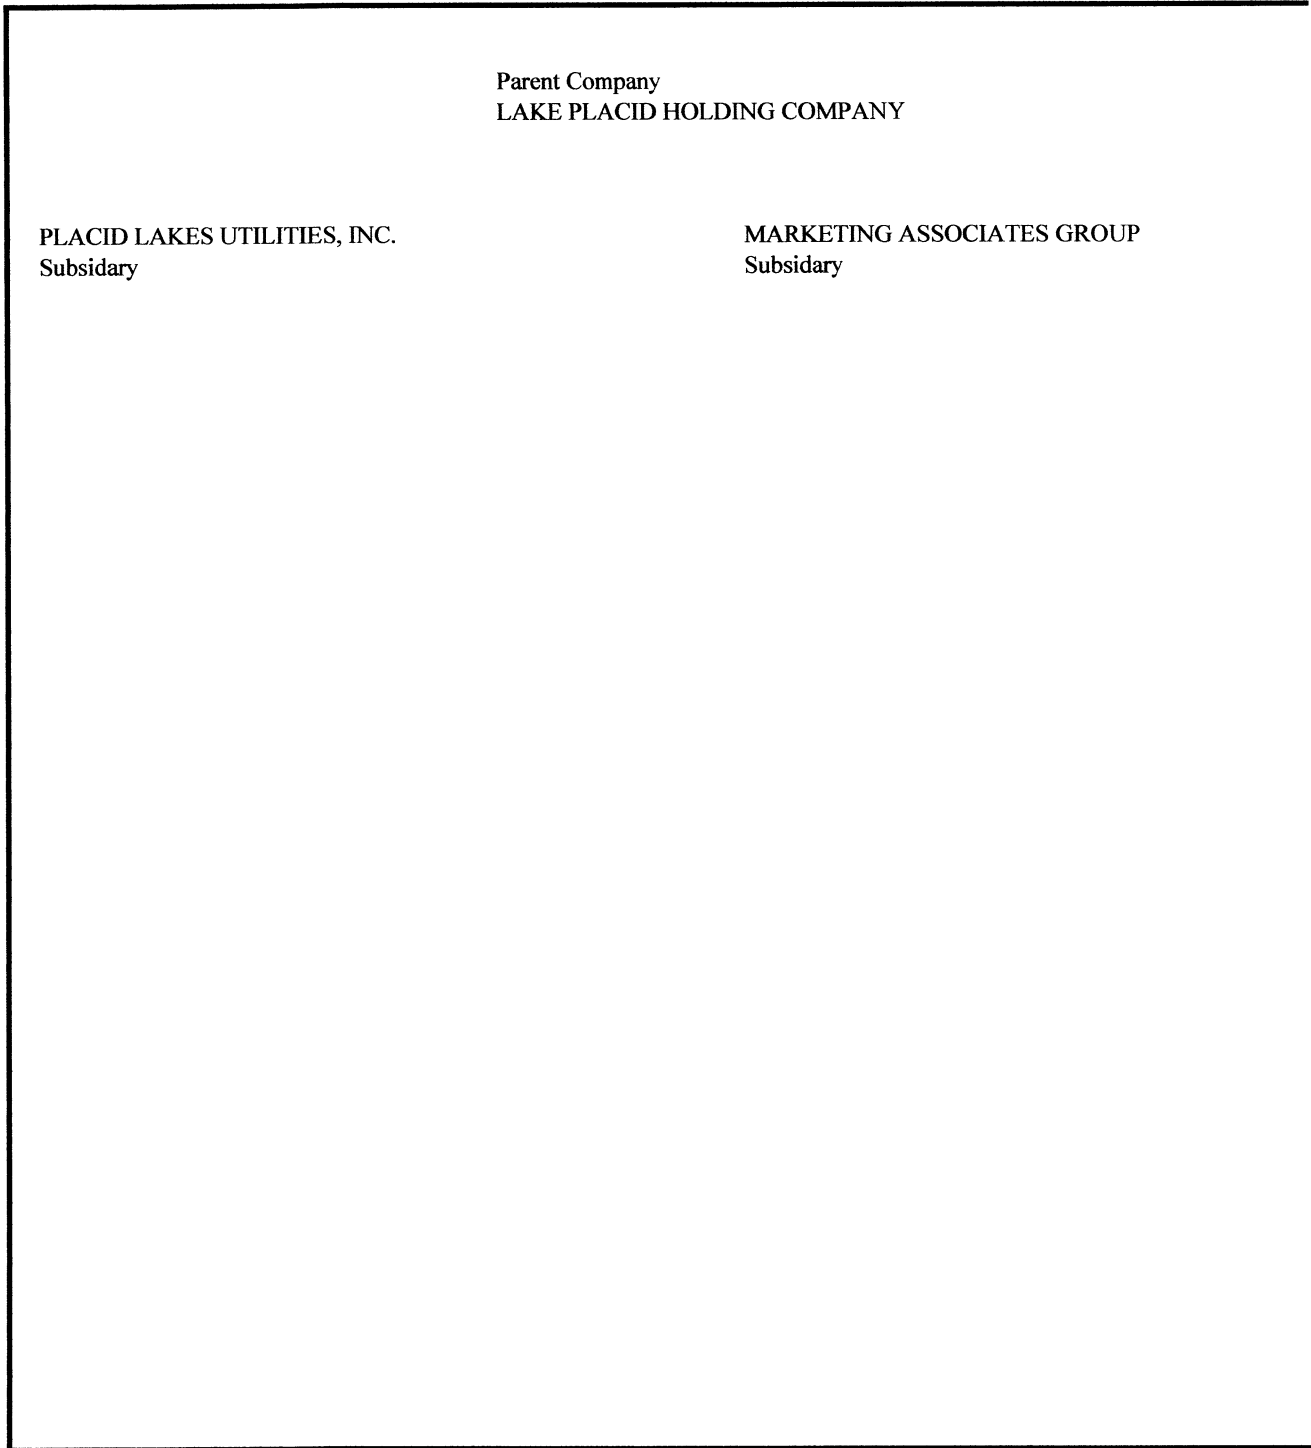 Parent Company
LAKE PLACID HOLDING COMPANY
PLACID LAKES UTILITIES, INC.
Subsidary
MARKETING ASSOCIATES GROUP
Subsidary